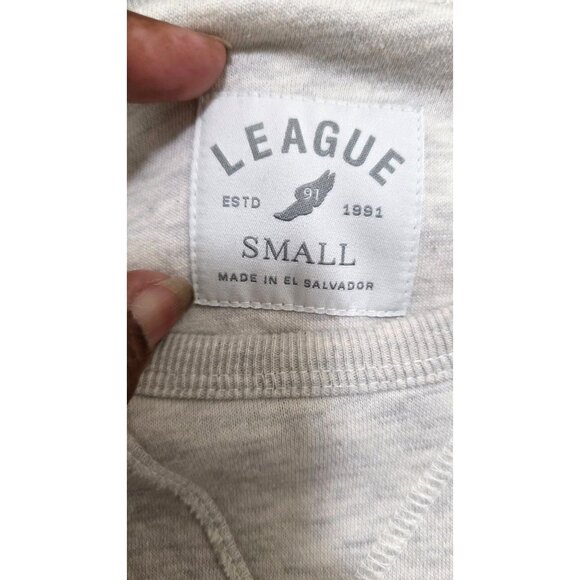 LEAGUE
ESTD 91 1991
SMALL
MADE IN EL SALVADOR